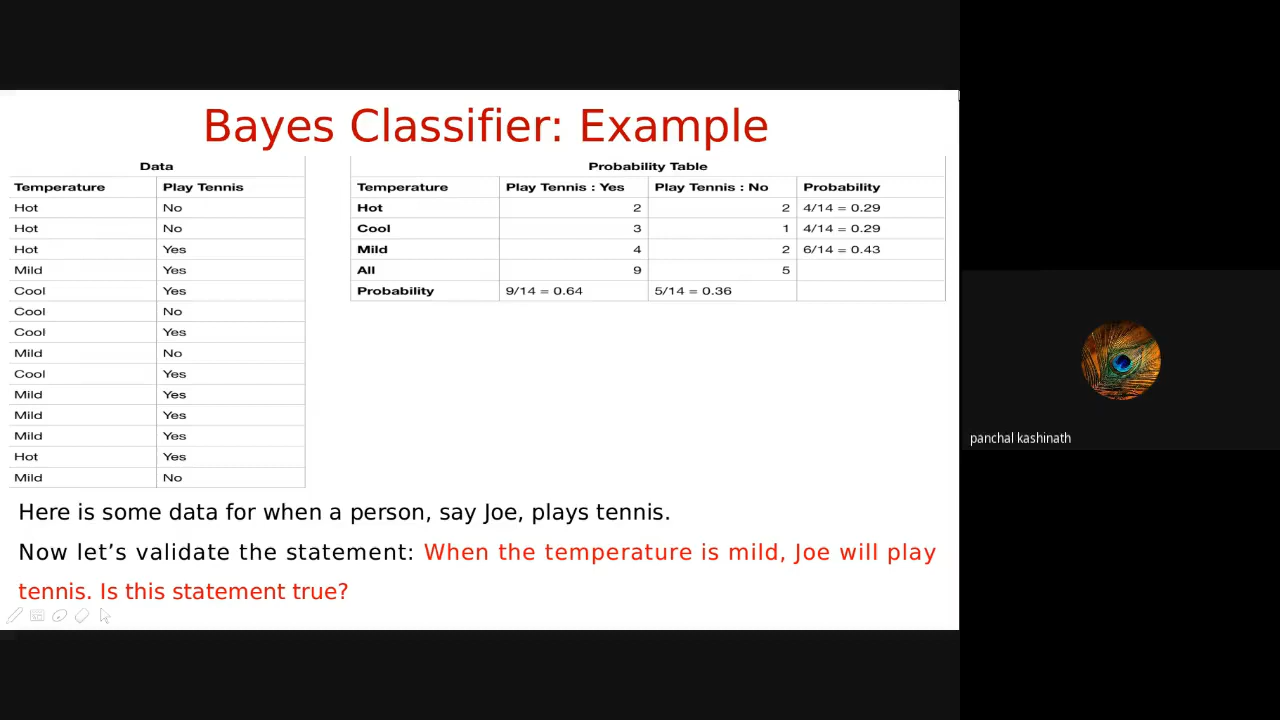 Bayes Classifier: Example
Data
Temperature Play Tennis
Hot No
Hot No
Hot Yes
Mild Yes
Cool Yes
Cool No
Cool Yes
Mild No
Cool Yes
Mild Yes
Mild Yes
Mild Yes
Hot Yes
Mild No
Probability Table
Temperature Play Tennis : Yes Play Tennis : No Probability
Hot 2 2 4/14 = 0.29
Cool 3 1 4/14 = 0.29
Mild 4 2 6/14 = 0.43
All 9 5
Probability 9/14 = 0.64 5/14 = 0.36
Here is some data for when a person, say Joe, plays tennis.
Now let’s validate the statement: When the temperature is mild, Joe will play
tennis. Is this statement true?
panchal kashinath